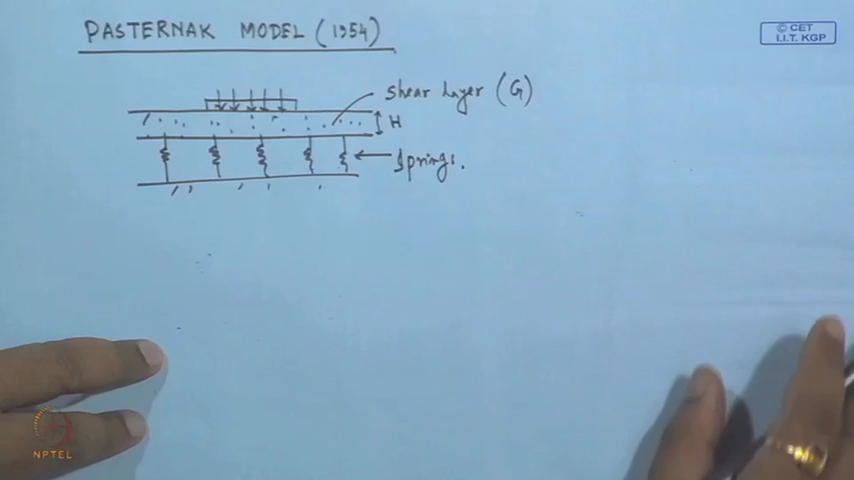 PASTERNAK MODEL (1954)
© CET
I.I.T. KGP
Shear Layer (G)
H
Springs.
NPTEL